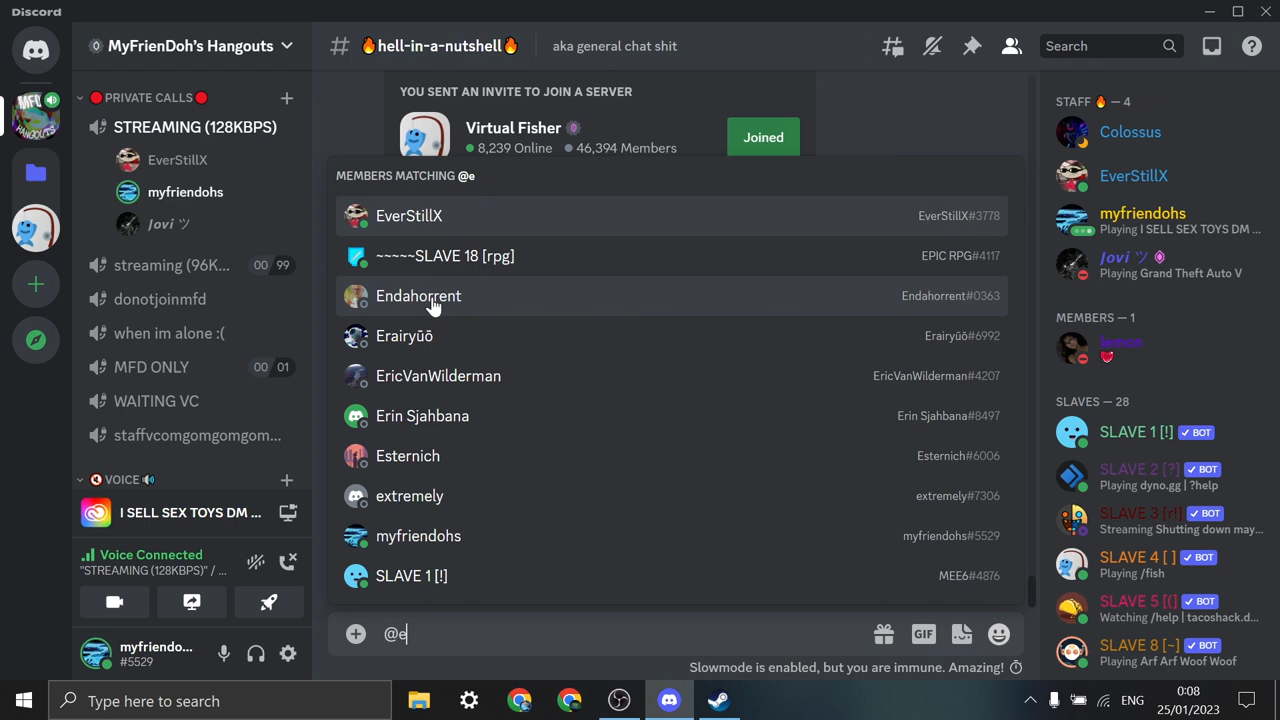 Discord
MyFrienDoh's Hangouts
🔥hell-in-a-nutshell🔥
aka general chat shit
Search
🔴PRIVATE CALLS🔴
STREAMING (128KBPS)
EverStillX
myfriendohs
Jovi ツ
streaming (96K...
00 99
donotjoinmfd
when im alone :(
MFD ONLY
00 01
WAITING VC
staffvcomgomgomgom...
VOICE
I SELL SEX TOYS DM ...
Voice Connected
"STREAMING (128KBPS)" / ...
myfriendo...
#5529
YOU SENT AN INVITE TO JOIN A SERVER
Virtual Fisher
8,239 Online 46,394 Members
Joined
MEMBERS MATCHING @e
EverStillX EverStillX#3778
~~~~~SLAVE 18 [rpg] EPIC RPG#4117
Endahorrent Endahorrent#0363
Erairyūō Erairyūō#6992
EricVanWilderman EricVanWilderman#4207
Erin Sjahbana Erin Sjahbana#8497
Esternich Esternich#6006
extremely extremely#7306
myfriendohs myfriendohs#5529
SLAVE 1 [!] MEE6#4876
@e
GIF
Slowmode is enabled, but you are immune. Amazing!
STAFF🔥 — 4
Colossus
EverStillX
myfriendohs
Playing I SELL SEX TOYS DM ...
Jovi ツ
Playing Grand Theft Auto V
MEMBERS — 1
lemon
SLAVES — 28
SLAVE 1 [!] ✓ BOT
SLAVE 2 [?] ✓ BOT
Playing dyno.gg | ?help
SLAVE 3 [r!] ✓ BOT
Streaming Shutting down may...
SLAVE 4 [ ] ✓ BOT
Playing /fish
SLAVE 5 [(] ✓ BOT
Watching /help | tacoshack.d...
SLAVE 8 [~] ✓ BOT
Playing Arf Arf Woof Woof
Type here to search
ENG
0:08
25/01/2023